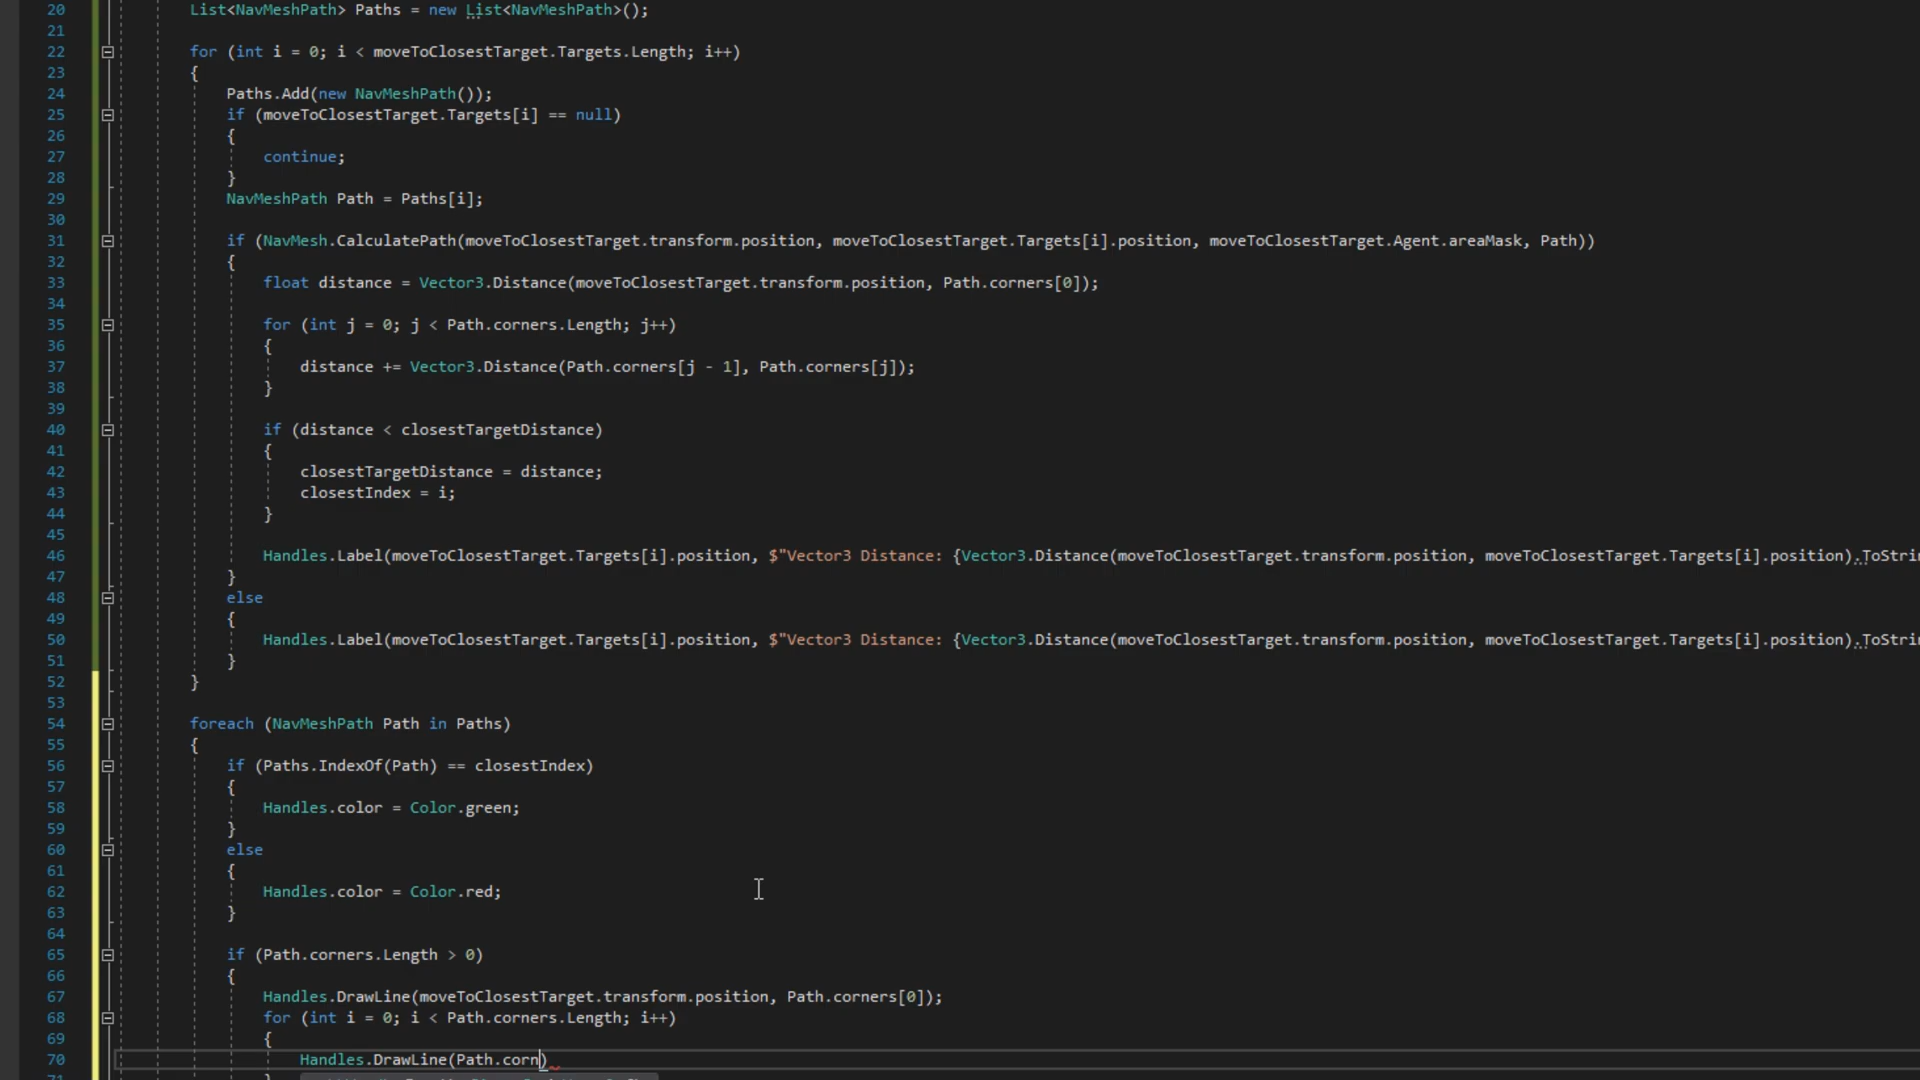 20 List<NavMeshPath> Paths = new List<NavMeshPath>();
21
22 for (int i = 0; i < moveToClosestTarget.Targets.Length; i++)
23 {
24 Paths.Add(new NavMeshPath());
25 if (moveToClosestTarget.Targets[i] == null)
26 {
27 continue;
28 }
29 NavMeshPath Path = Paths[i];
30
31 if (NavMesh.CalculatePath(moveToClosestTarget.transform.position, moveToClosestTarget.Targets[i].position, moveToClosestTarget.Agent.areaMask, Path))
32 {
33 float distance = Vector3.Distance(moveToClosestTarget.transform.position, Path.corners[0]);
34
35 for (int j = 0; j < Path.corners.Length; j++)
36 {
37 distance += Vector3.Distance(Path.corners[j - 1], Path.corners[j]);
38 }
39
40 if (distance < closestTargetDistance)
41 {
42 closestTargetDistance = distance;
43 closestIndex = i;
44 }
45
46 Handles.Label(moveToClosestTarget.Targets[i].position, $"Vector3 Distance: {Vector3.Distance(moveToClosestTarget.transform.position, moveToClosestTarget.Targets[i].position).ToStrin
47 }
48 else
49 {
50 Handles.Label(moveToClosestTarget.Targets[i].position, $"Vector3 Distance: {Vector3.Distance(moveToClosestTarget.transform.position, moveToClosestTarget.Targets[i].position).ToStrin
51 }
52 }
53
54 foreach (NavMeshPath Path in Paths)
55 {
56 if (Paths.IndexOf(Path) == closestIndex)
57 {
58 Handles.color = Color.green;
59 }
60 else
61 {
62 Handles.color = Color.red;
63 }
64
65 if (Path.corners.Length > 0)
66 {
67 Handles.DrawLine(moveToClosestTarget.transform.position, Path.corners[0]);
68 for (int i = 0; i < Path.corners.Length; i++)
69 {
70 Handles.DrawLine(Path.corn)
71 }